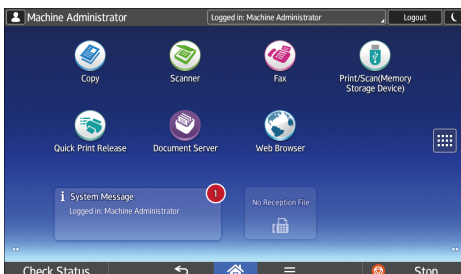 Machine Administrator
Logged in: Machine Administrator
Logout
Copy
Scanner
Fax
Print/Scan(Memory
Storage Device)
Quick Print Release
Document Server
Web Browser
System Message
1
Logged in: Machine Administrator
No Reception File
Check Status
Stop